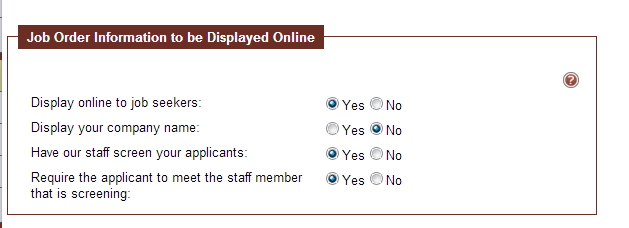 Job Order Information to be Displayed Online
?
Display online to job seekers: Yes No
Display your company name: Yes No
Have our staff screen your applicants: Yes No
Require the applicant to meet the staff member Yes No
that is screening: